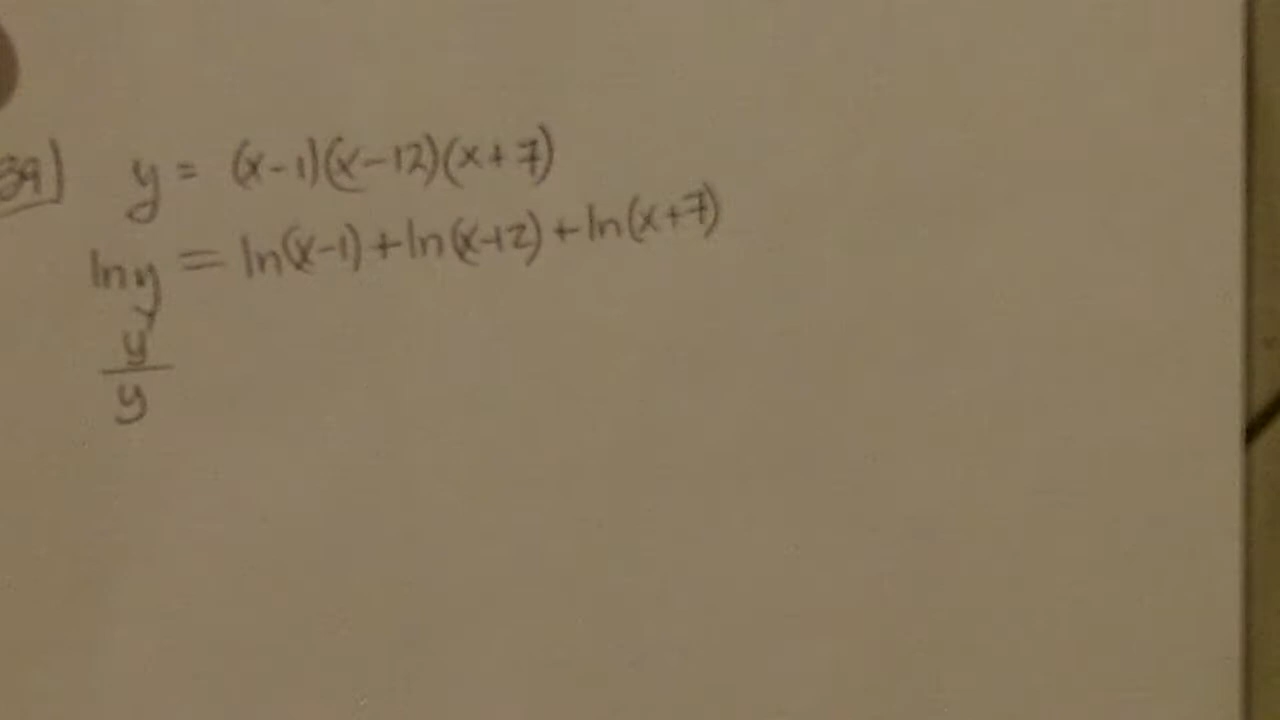 39) y = (x-1)(x-12)(x+7)
ln y = ln(x-1) + ln(x-12) + ln(x+7)
y'
y